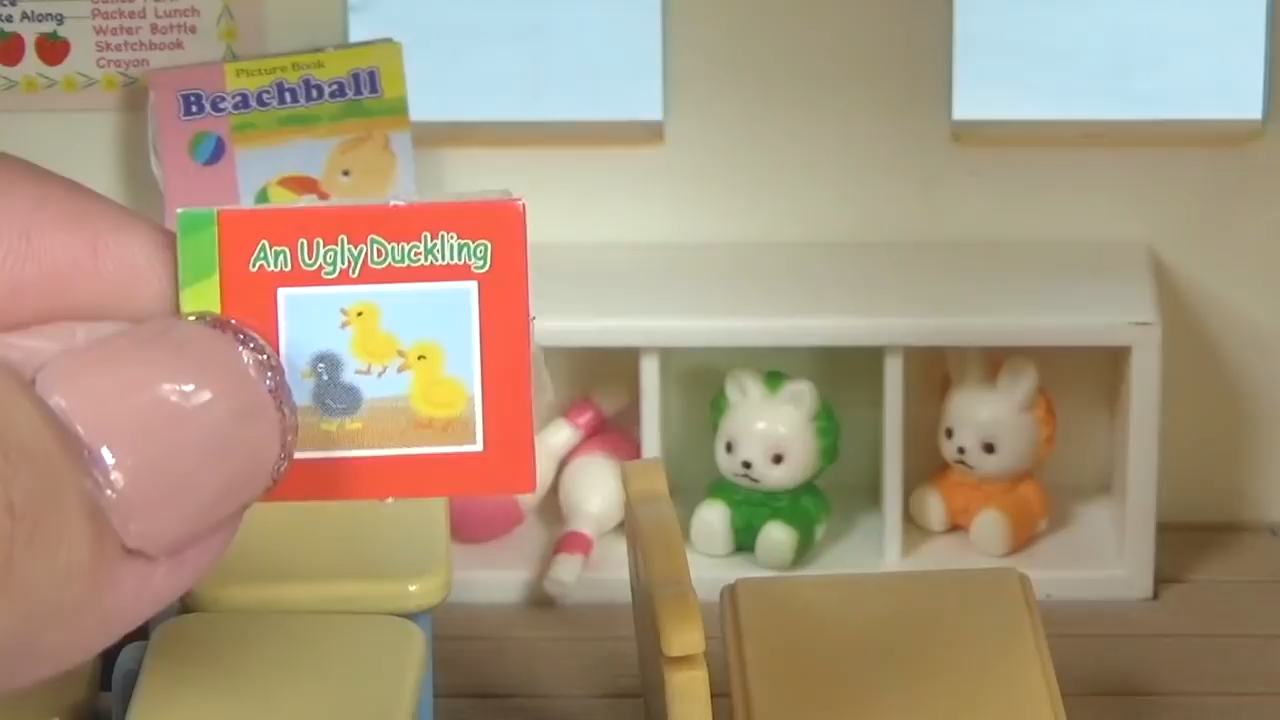 ke Along
Packed Lunch
Water Bottle
Sketchbook
Crayon
Picture Book
Beachball
An Ugly Duckling